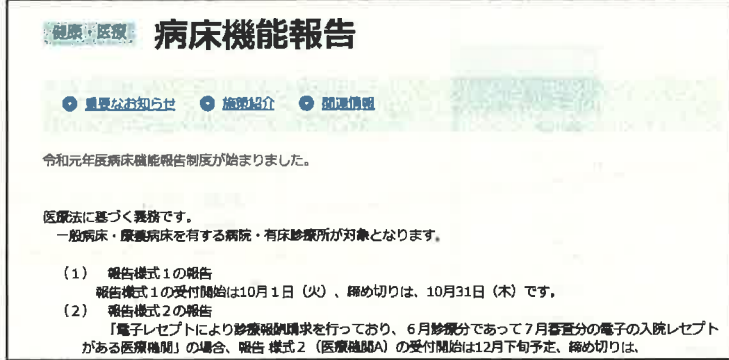 健康・医療 病床機能報告
重要なお知らせ 施策紹介 関連情報
令和元年度病床機能報告制度が始まりました。
医療法に基づく義務です。
一般病床・療養病床を有する病院・有床診療所が対象となります。
(1) 報告様式1の報告
報告様式1の受付開始は10月1日(火)、締め切りは、10月31日(木)です。
(2) 報告様式2の報告
「電子レセプトにより診療報酬請求を行っており、6月診療分であって7月審査分の電子の入院レセプト
がある医療機関」の場合、報告 様式2(医療機関A)の受付開始は12月下旬予定、締め切りは、